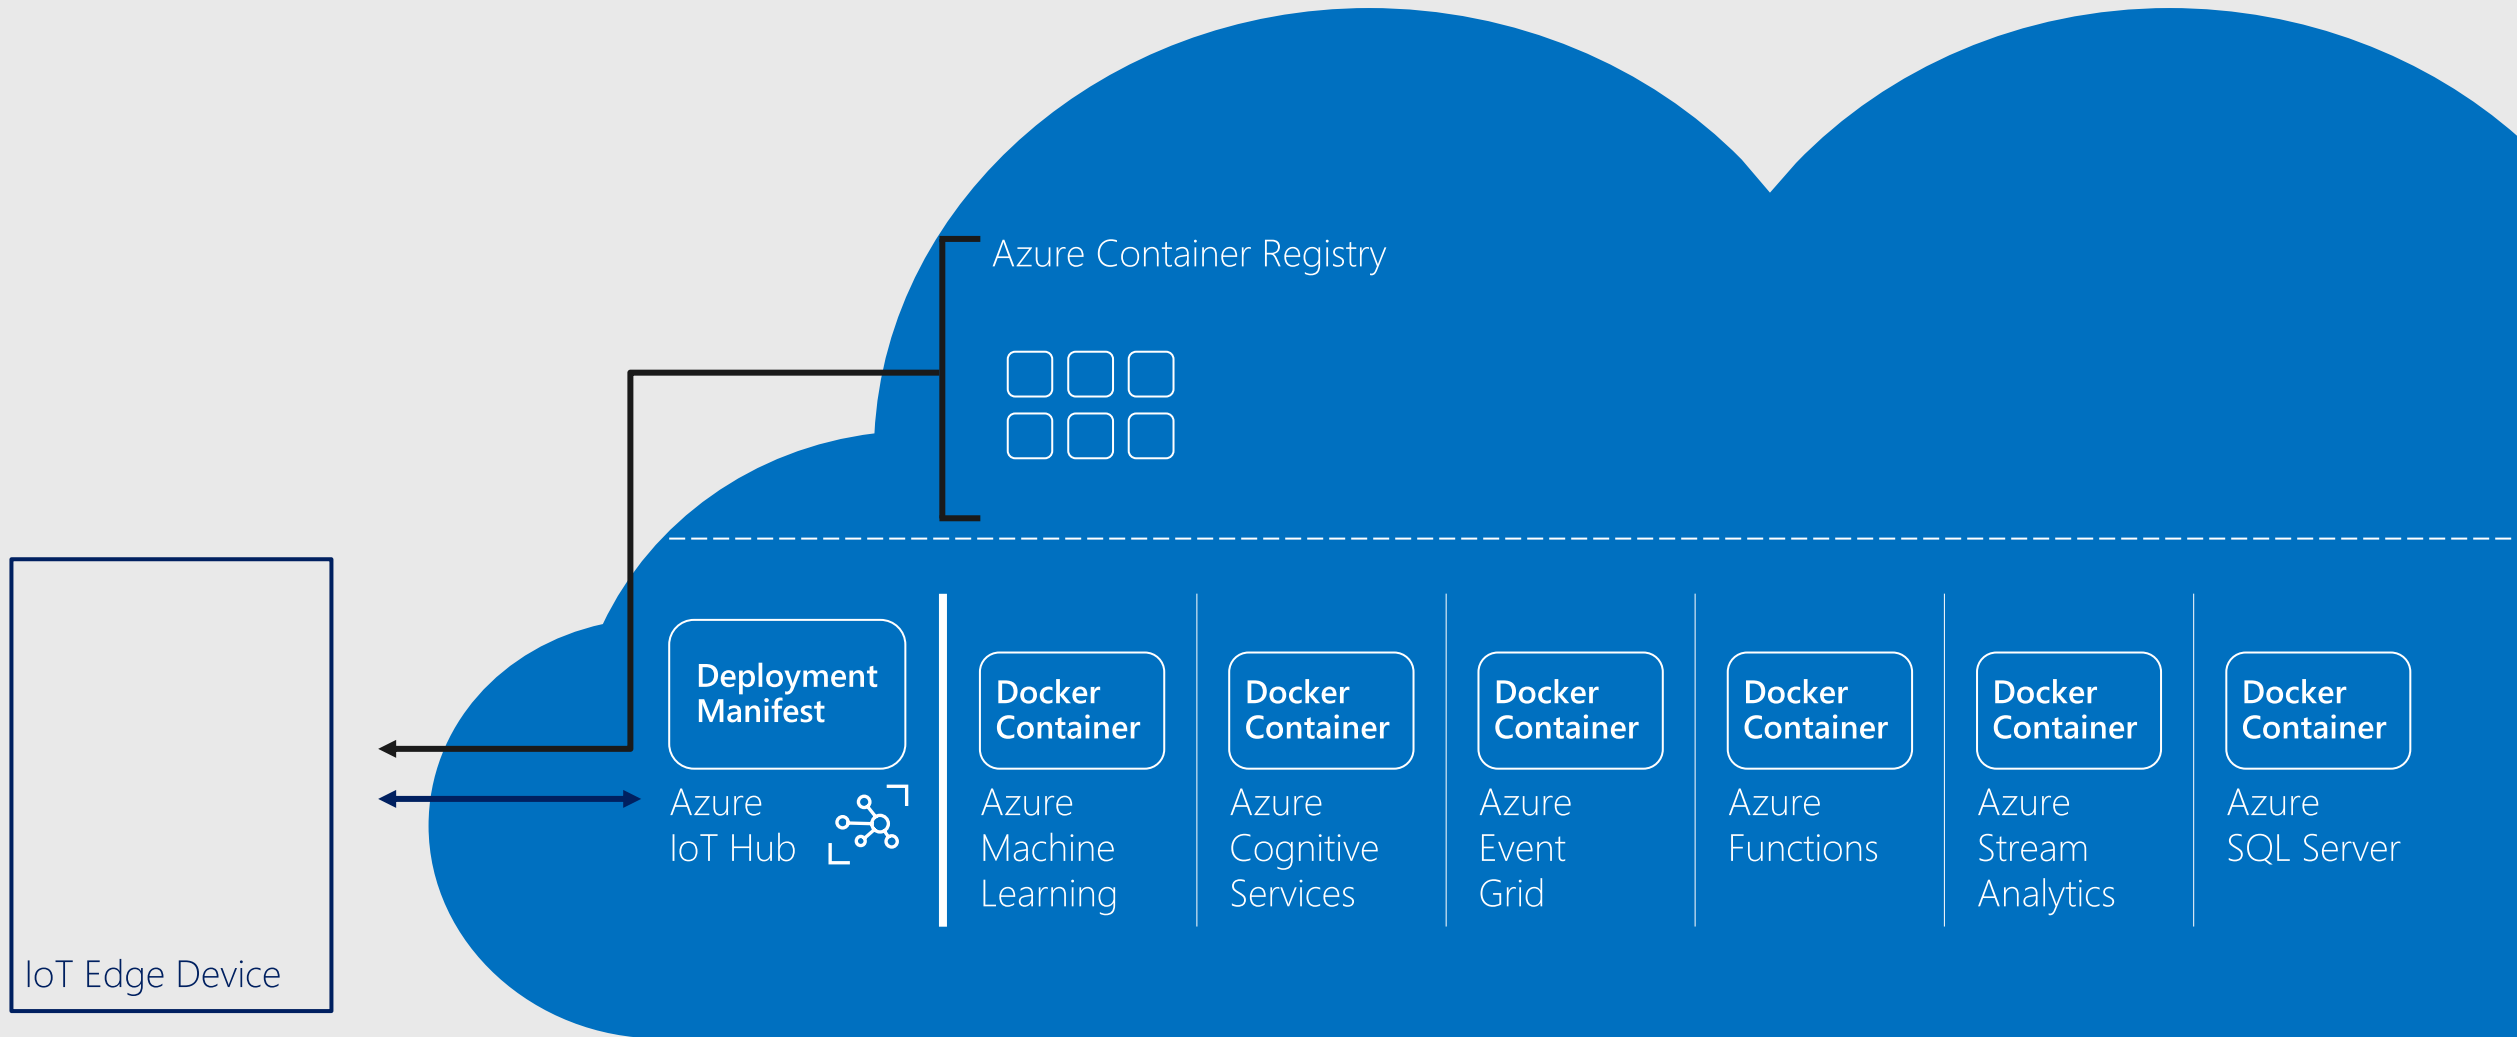 Azure Container Registry
Deployment
Manifest
Azure
IoT Hub
Docker
Container
Azure
Machine
Learning
Docker
Container
Azure
Cognitive
Services
Docker
Container
Azure
Event
Grid
Docker
Container
Azure
Functions
Docker
Container
Azure
Stream
Analytics
Docker
Container
Azure
SQL Server
IoT Edge Device